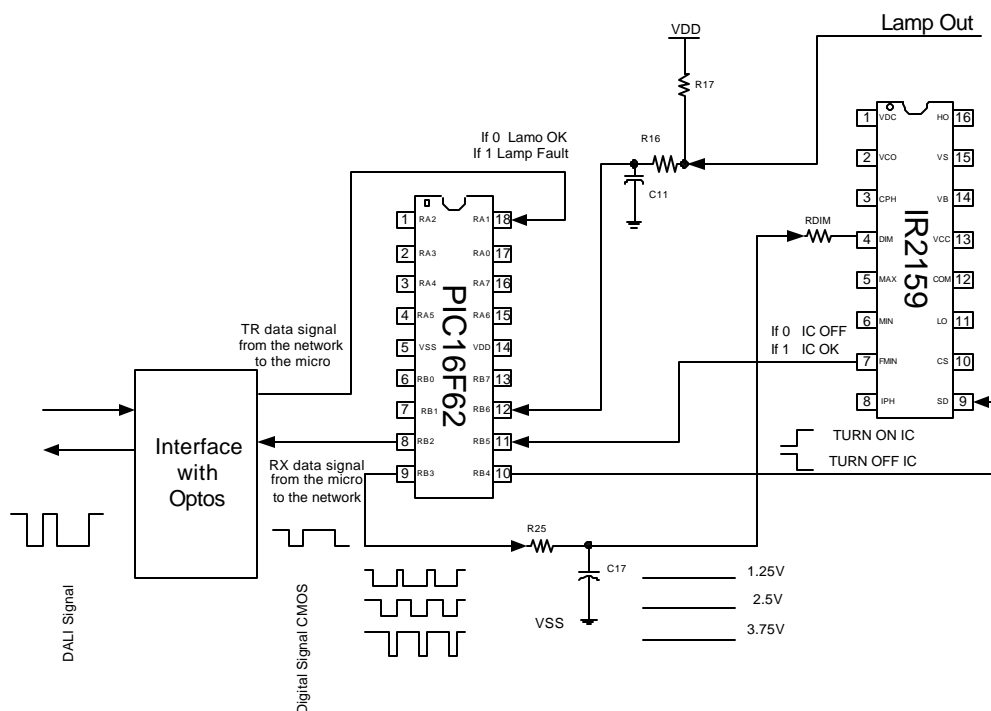 Lamp Out
VDD
R17
R16
C11
If 0 Lamo OK
If 1 Lamp Fault
1 RA2 RA1 18
2 RA3 RA0 17
3 RA4 RA7 16
4 RA5 RA6 15
5 VSS VDD 14
6 RB0 RB7 13
7 RB1 RB6 12
8 RB2 RB5 11
9 RB3 RB4 10
PIC16F62
1 VDC HO 16
2 VCO VS 15
3 CPH VB 14
4 DIM VCC 13
5 MAX COM 12
6 MIN LO 11
7 FMIN CS 10
8 IPH SD 9
IR2159
RDIM
If 0 IC OFF
If 1 IC OK
TURN ON IC
TURN OFF IC
TR data signal
from the network
to the micro
Interface
with
Optos
RX data signal
from the micro
to the network
R25
C17
VSS
1.25V
2.5V
3.75V
DALI Signal
Digital Signal CMOS